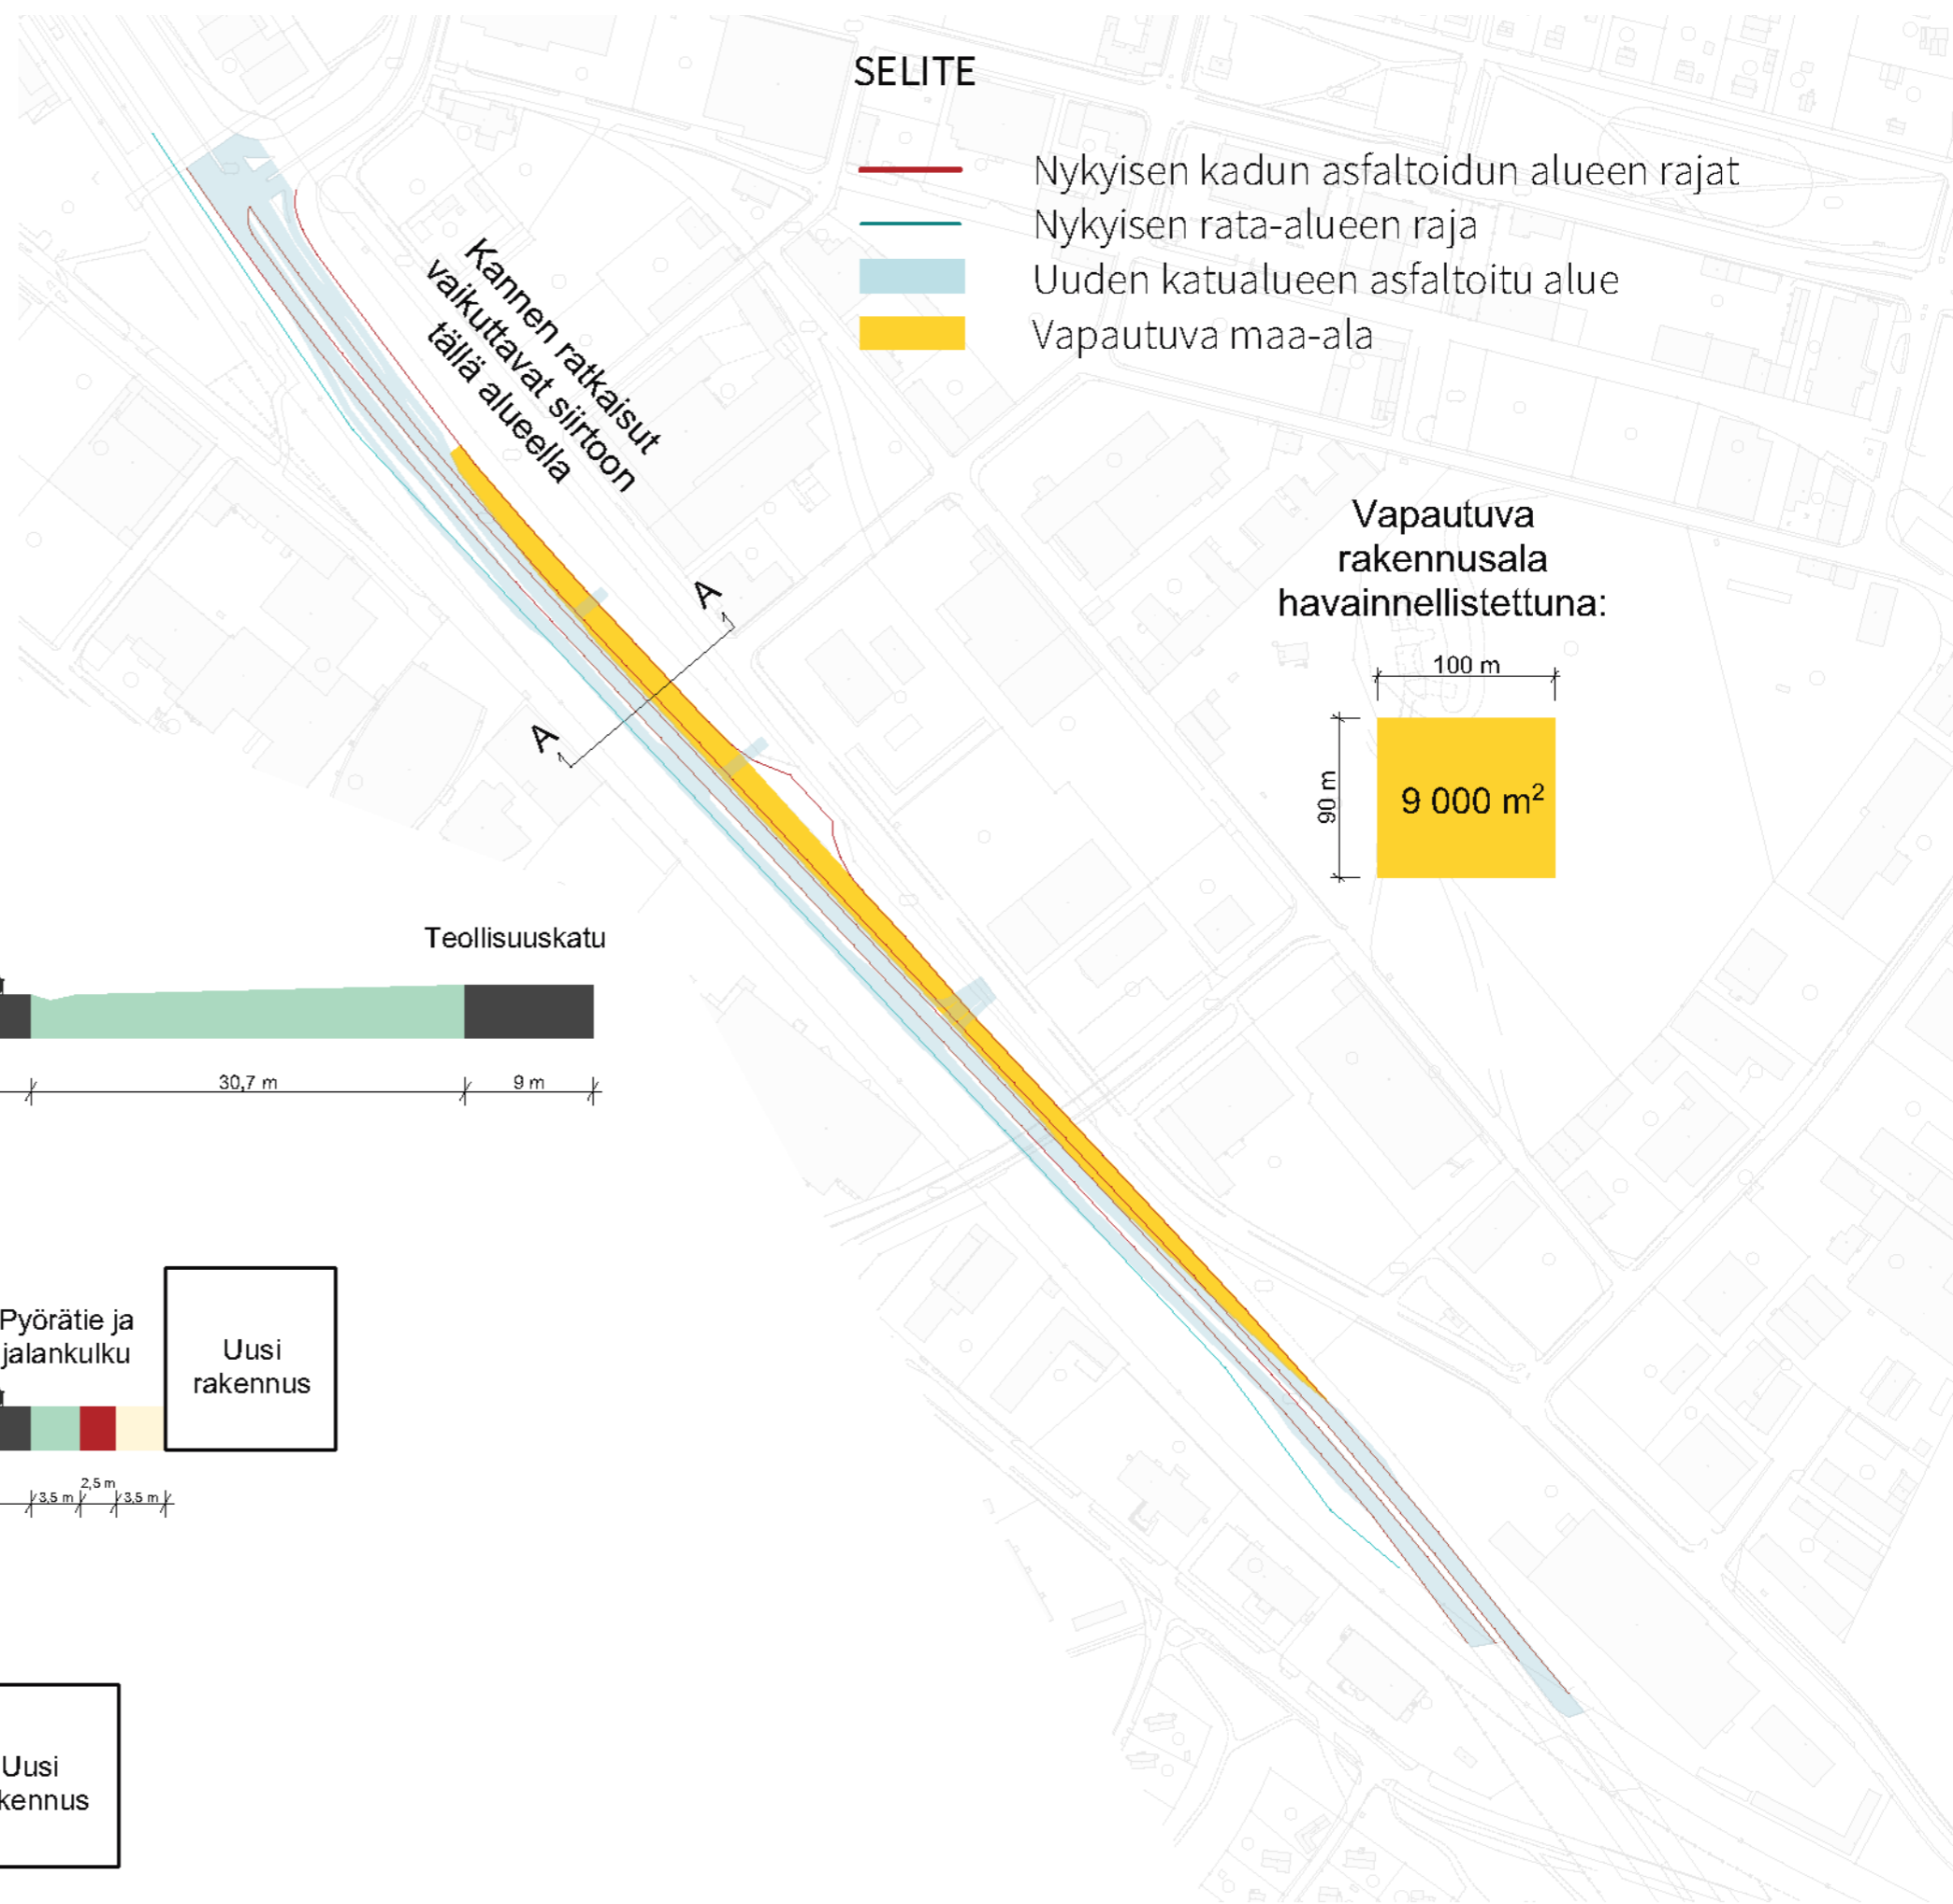 SELITE
Nykyisen kadun asfaltoidun alueen rajat
Nykyisen rata-alueen raja
Uuden katualueen asfaltoitu alue
Vapautuva maa-ala
Kannen ratkaisut
vaikuttavat siirtoon
tällä alueella
Vapautuva
rakennusala
havainnellistettuna:
100 m
90 m
9 000 m²
A
A
Teollisuuskatu
30,7 m
9 m
Pyörätie ja
jalankulku
Uusi
rakennus
3,5 m
2,5 m
3,5 m
Uusi
kennus